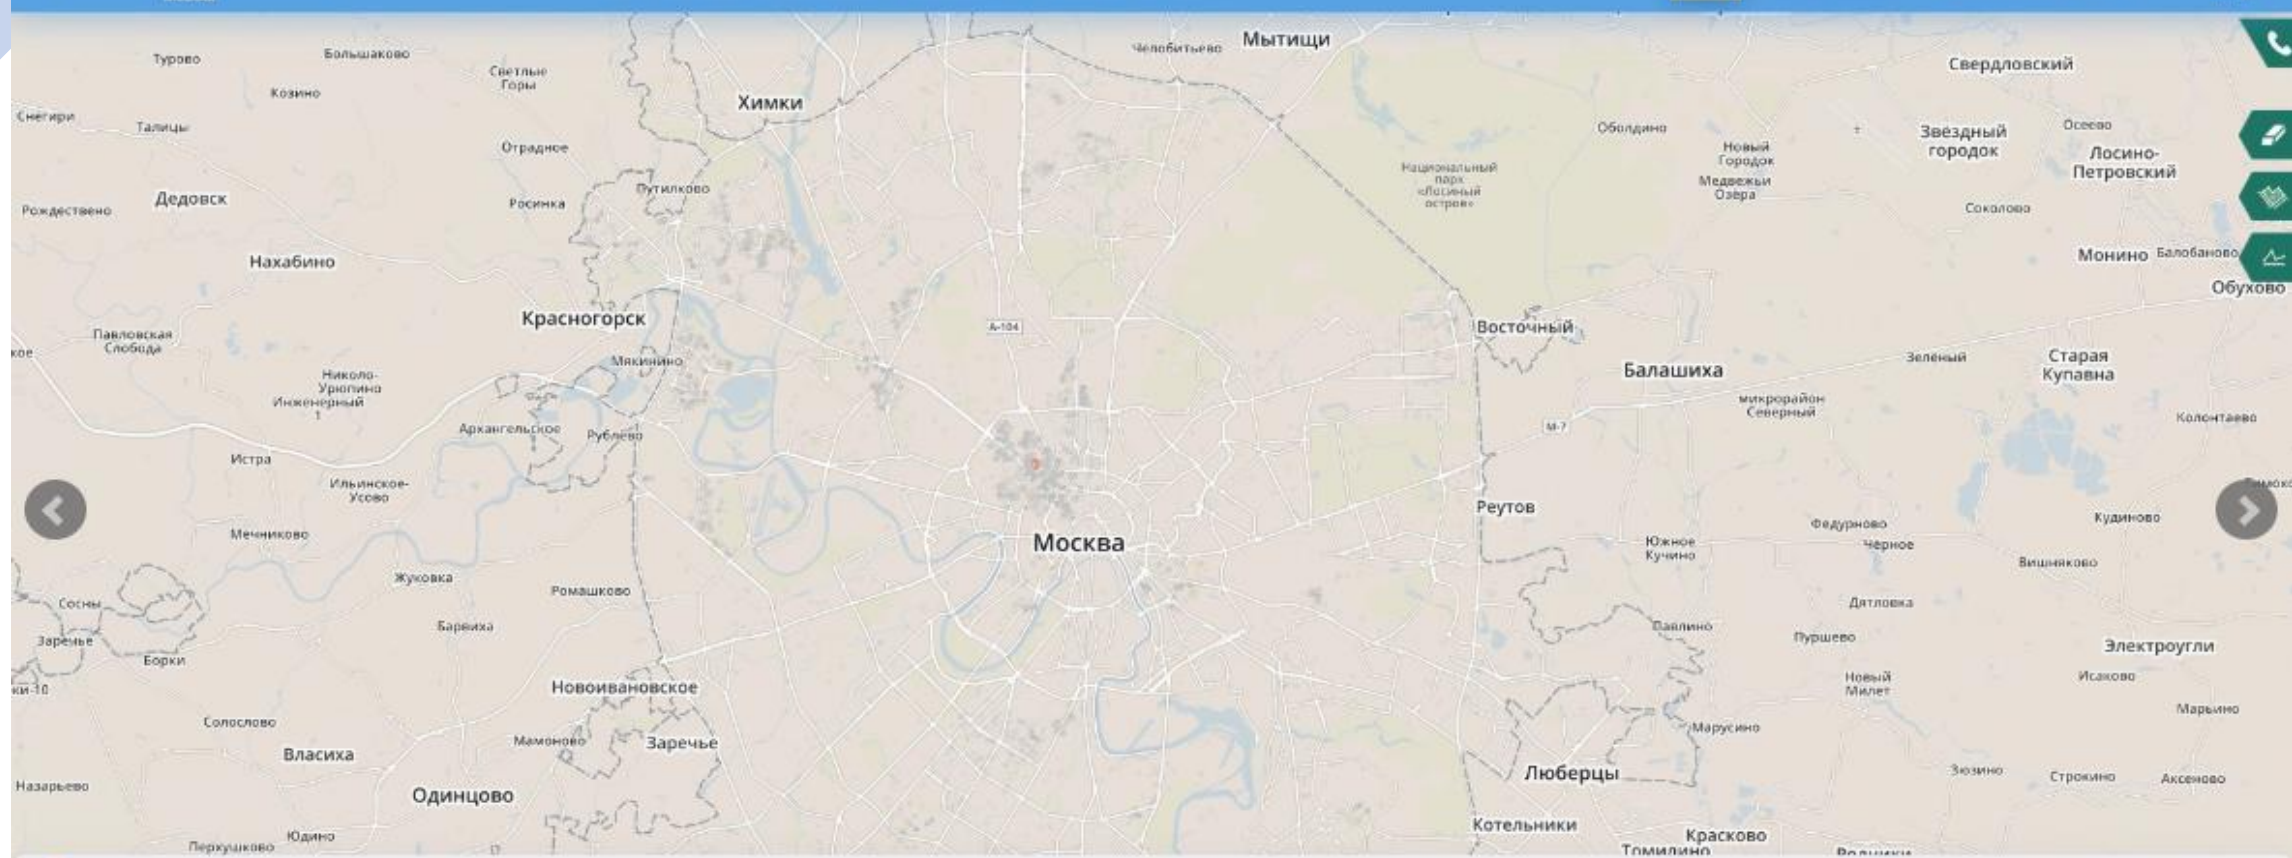 Мытищи
Челобитьево
Турово
Большаково
Светлые
Горы
Свердловский
Козино
Химки
Снегири
Талицы
Оболдино
Звёздный
городок
Осеево
Отрадное
Новый
Городок
Лосино-
Петровский
Национальный
парк
«Лосиный
остров»
Медвежьи
Озёра
Путилково
Дедовск
Росинка
Рождествено
Соколово
Нахабино
Монино
Балобаново
Обухово
Красногорск
А-104
Восточный
Павловская
Слобода
Мякинино
Зелёный
Старая
Купавна
Балашиха
Николо-
Урюпино
Инженерный
1
микрорайон
Северный
Колонтаево
Архангельское
Рублёво
М-7
Истра
Ильинское-
Усово
Реутов
Кудиново
Федурново
Мечниково
Москва
Южное
Кучино
Чёрное
Вишняково
Жуковка
Ромашково
Сосны
Дятловка
Барвиха
Павлино
Заречье
Пуршево
Электроугли
Борки
Новый
Милет
Исаково
Новоивановское
Марьино
Солослово
Марусино
Мамоново
Заречье
Власиха
Люберцы
Зюзино
Строкино
Аксёново
Назарьево
Одинцово
Котельники
Юдино
Красково
Перхушково
Томилино